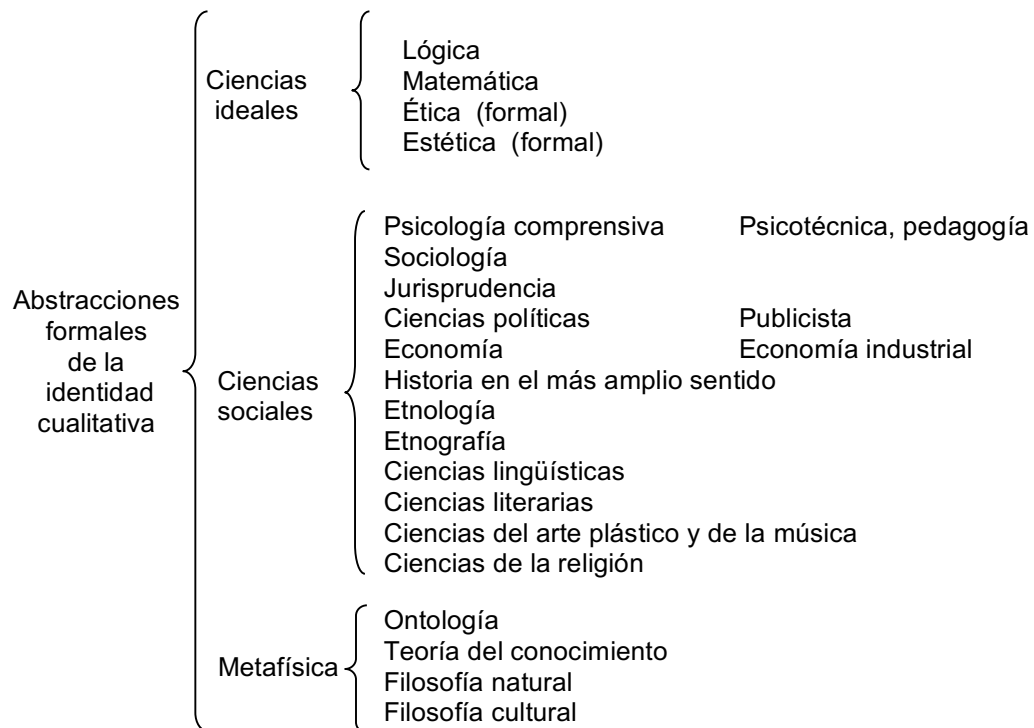 Abstracciones
formales
de la
identidad
cualitativa
Ciencias
ideales
Lógica
Matemática
Ética (formal)
Estética (formal)
Ciencias
sociales
Psicología comprensiva Psicotécnica, pedagogía
Sociología
Jurisprudencia
Ciencias políticas Publicista
Economía Economía industrial
Historia en el más amplio sentido
Etnología
Etnografía
Ciencias lingüísticas
Ciencias literarias
Ciencias del arte plástico y de la música
Ciencias de la religión
Metafísica
Ontología
Teoría del conocimiento
Filosofía natural
Filosofía cultural